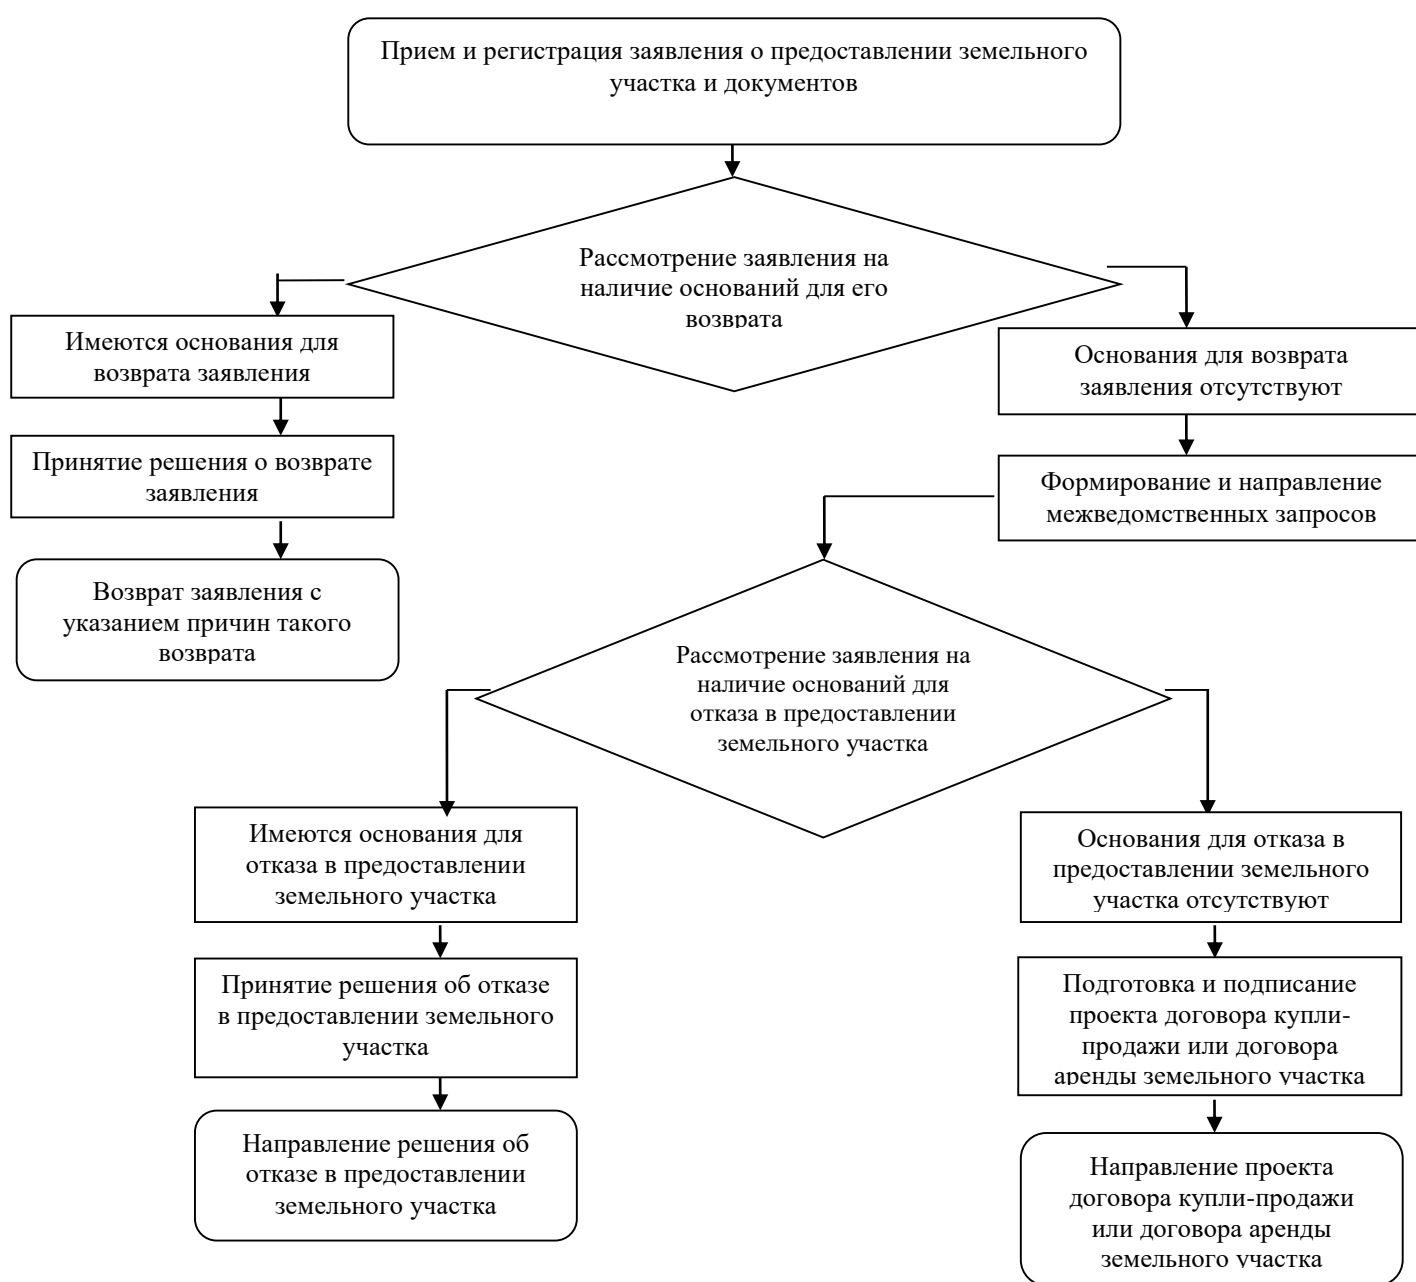 Прием и регистрация заявления о предоставлении земельного
участка и документов
Рассмотрение заявления на
наличие оснований для его
возврата
Имеются основания для
возврата заявления
Основания для возврата
заявления отсутствуют
Принятие решения о возврате
заявления
Формирование и направление
межведомственных запросов
Возврат заявления с
указанием причин такого
возврата
Рассмотрение заявления на
наличие оснований для
отказа в предоставлении
земельного участка
Имеются основания для
отказа в предоставлении
земельного участка
Основания для отказа в
предоставлении земельного
участка отсутствуют
Принятие решения об отказе
в предоставлении земельного
участка
Подготовка и подписание
проекта договора купли-
продажи или договора
аренды земельного участка
Направление решения об
отказе в предоставлении
земельного участка
Направление проекта
договора купли-продажи
или договора аренды
земельного участка